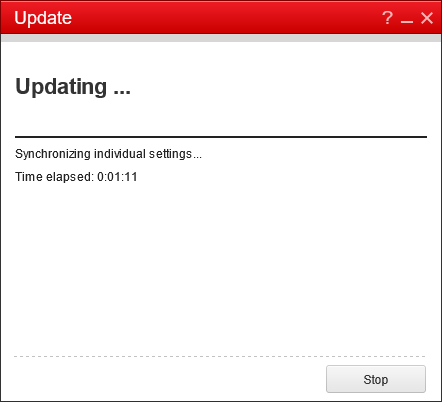 Update
?
Updating ...
Synchronizing individual settings...
Time elapsed: 0:01:11
Stop